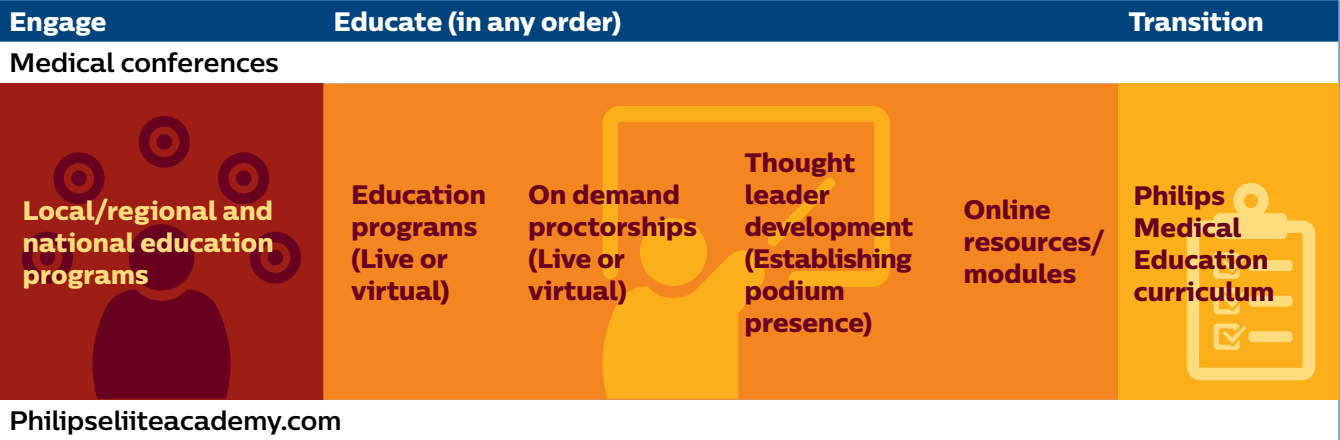 Engage
Educate (in any order)
Transition
Medical conferences
Local/regional and
national education
programs
Education
programs
(Live or
virtual)
On demand
proctorships
(Live or
virtual)
Thought
leader
development
(Establishing
podium
presence)
Online
resources/
modules
Philips
Medical
Education
curriculum
Philipseliiteacademy.com